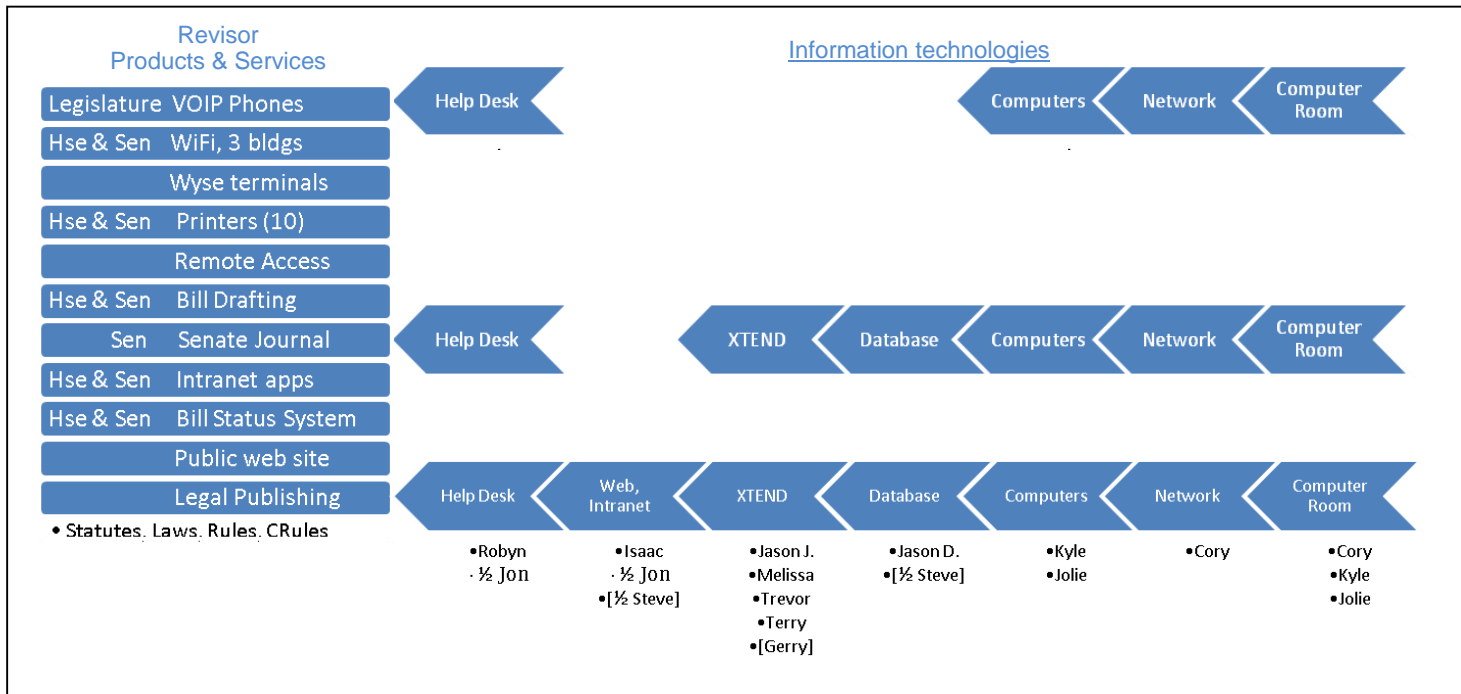 Revisor
Products & Services
Information technologies
Legislature VOIP Phones
Hse & Sen WiFi, 3 bldgs
Wyse terminals
Hse & Sen Printers (10)
Remote Access
Hse & Sen Bill Drafting
Sen Senate Journal
Hse & Sen Intranet apps
Hse & Sen Bill Status System
Public web site
Legal Publishing
• Statutes, Laws, Rules, CRules
Help Desk
Computers
Network
Computer
Room
Help Desk
XTEND
Database
Computers
Network
Computer
Room
Help Desk
Web,
Intranet
XTEND
Database
Computers
Network
Computer
Room
•Robyn
· ½ Jon
•Isaac
· ½ Jon
•[½ Steve]
•Jason J.
•Melissa
•Trevor
•Terry
•[Gerry]
•Jason D.
•[½ Steve]
•Kyle
•Jolie
•Cory
•Cory
•Kyle
•Jolie